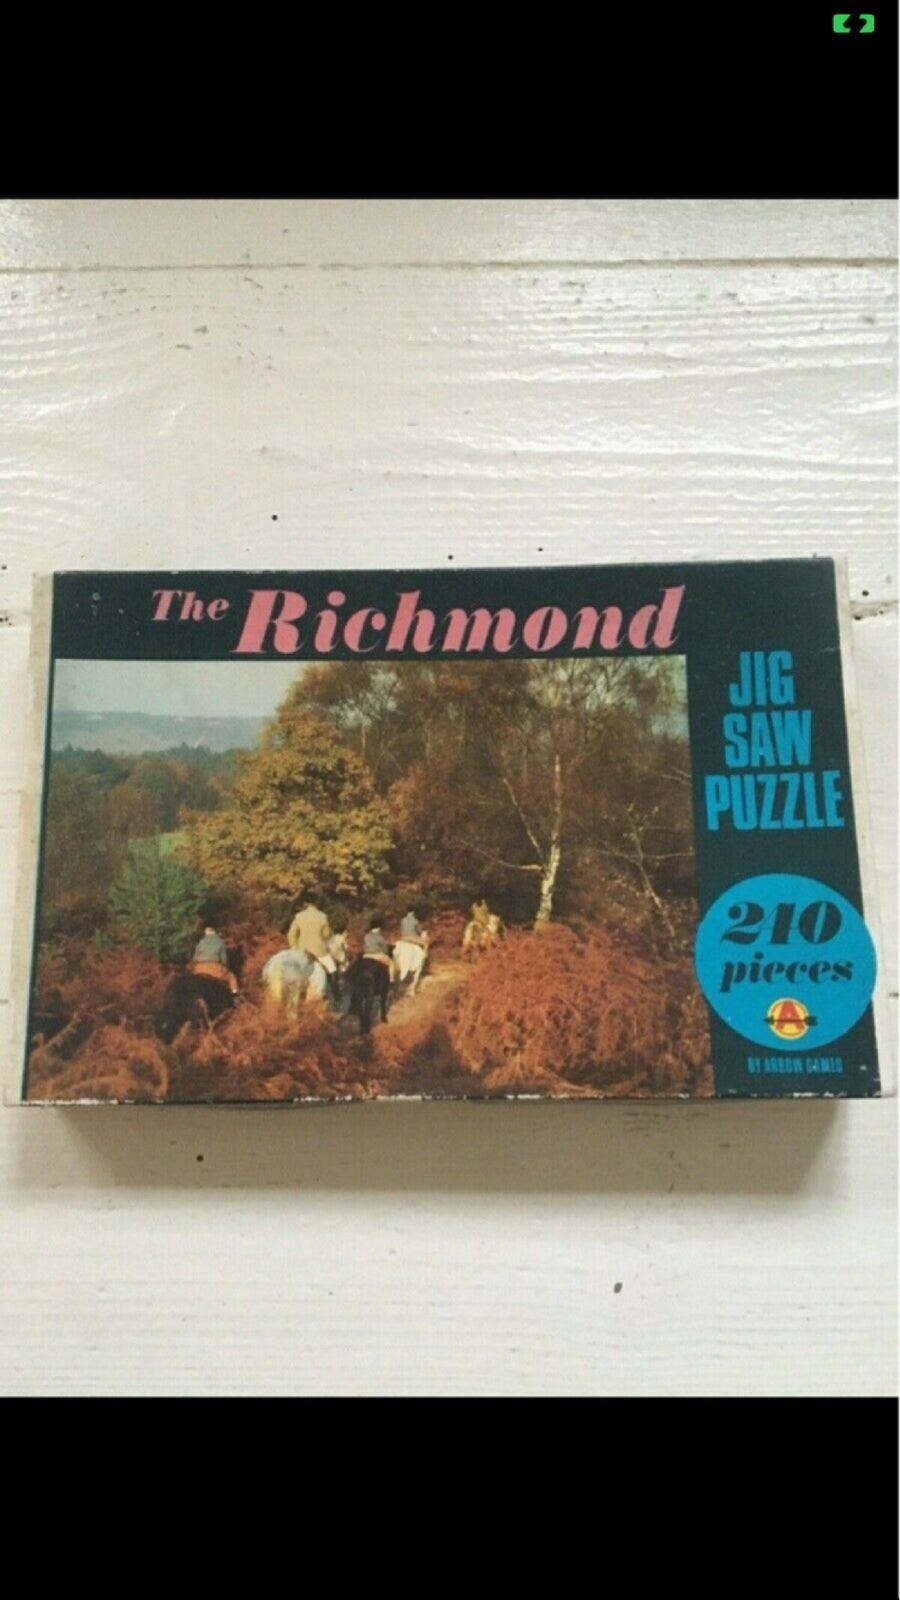 The Richmond
JIG
SAW
PUZZLE
240
pieces
A
BY ARROW GAMES